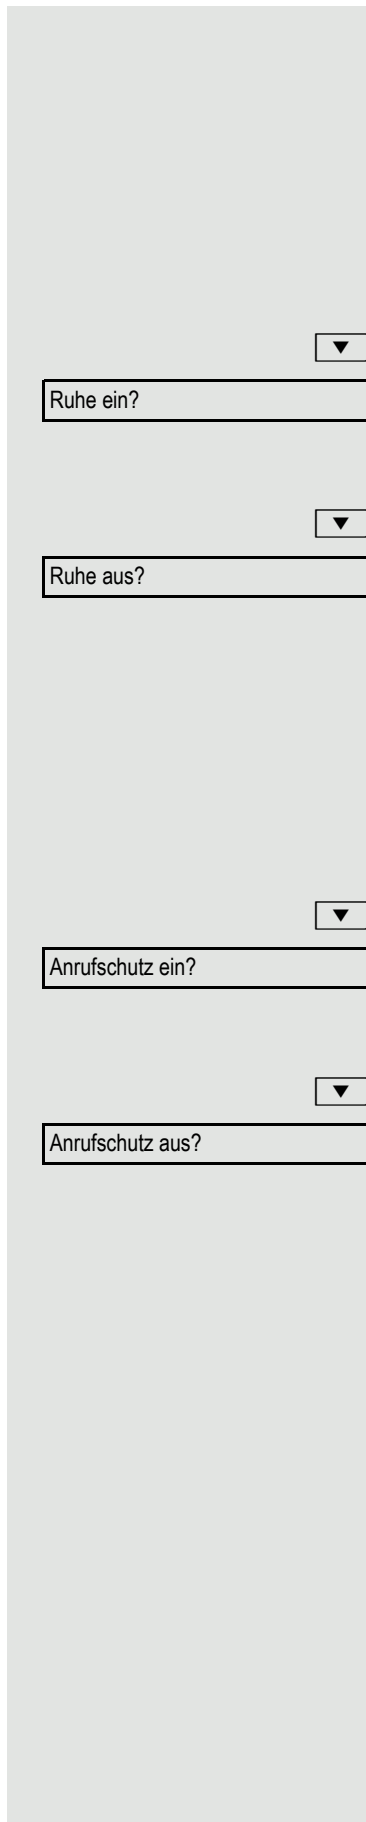 ▼
Ruhe ein?
▼
Ruhe aus?
▼
Anrufschutz ein?
▼
Anrufschutz aus?